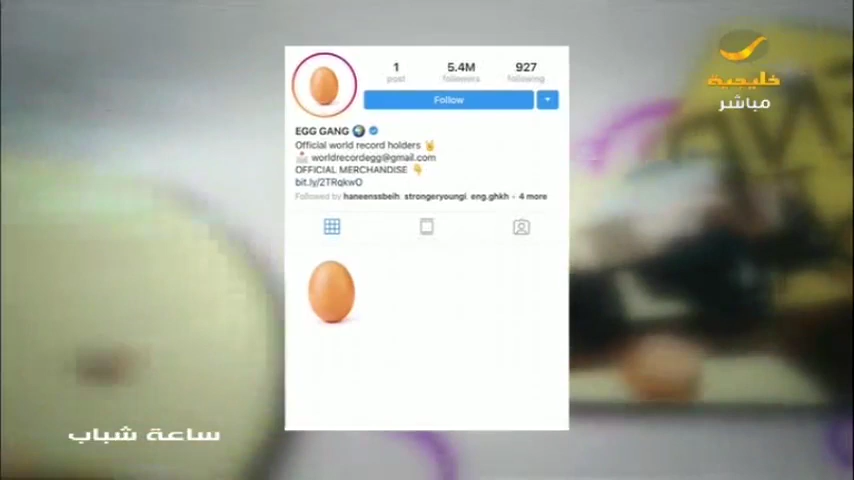 1 5.4M 927
post followers following
Follow
EGG GANG 🌍
Official world record holders 🤘
📩 worldrecordegg@gmail.com
OFFICIAL MERCHANDISE 👇
bit.ly/2TRqkwO
Followed by haneenssbeih, strongeryoungi, eng.ghkh + 4 more
خليجية
مباشر
ساعة شباب